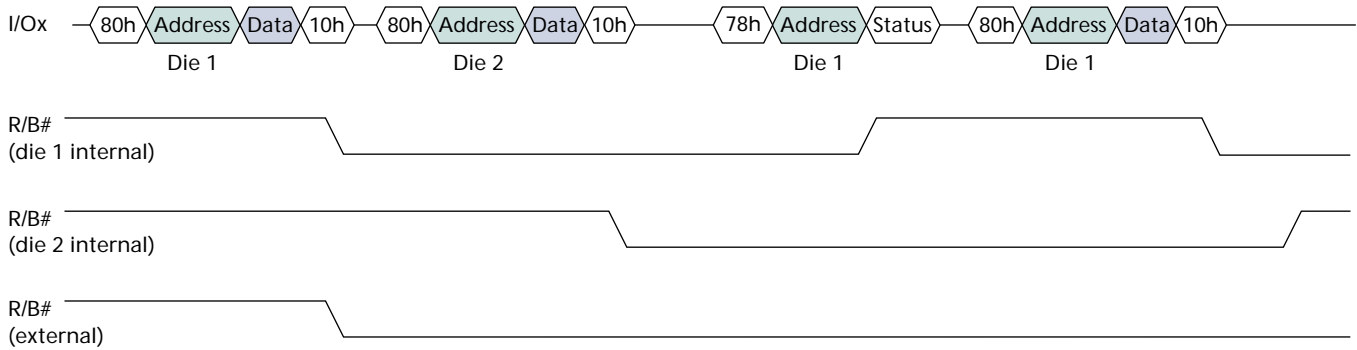 I/Ox 80h Address Data 10h 80h Address Data 10h 78h Address Status 80h Address Data 10h
Die 1 Die 2 Die 1 Die 1
R/B#
(die 1 internal)
R/B#
(die 2 internal)
R/B#
(external)